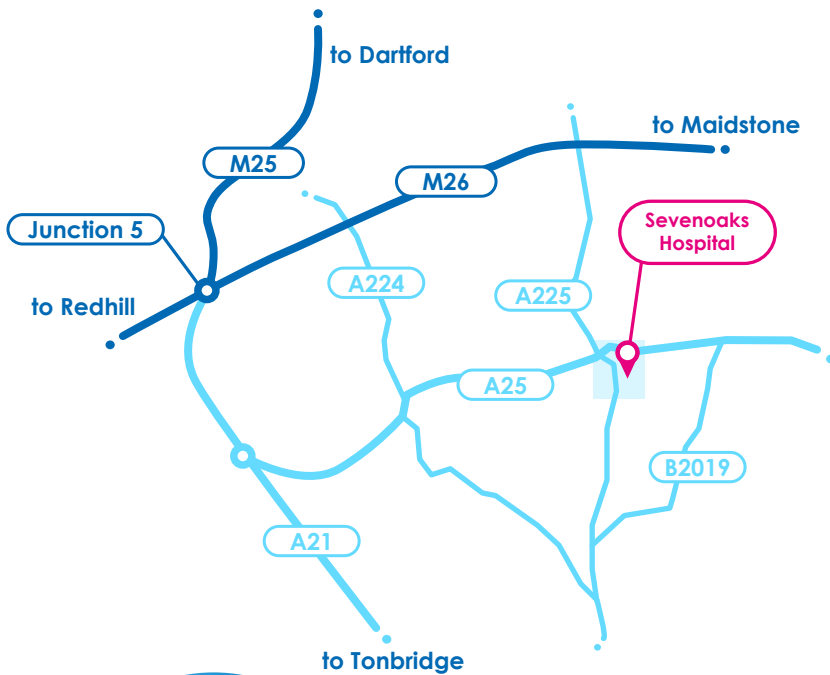 to Dartford
to Maidstone
M25
M26
Sevenoaks
Hospital
Junction 5
A224
A225
to Redhill
A25
B2019
A21
to Tonbridge